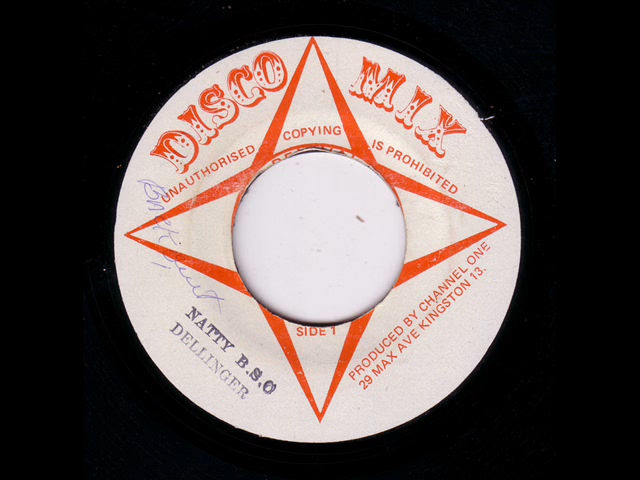 DISCO MIX
UNAUTHORISED COPYING IS PROHIBITED
SIDE 1
PRODUCED BY CHANNEL ONE
29 MAX AVE KINGSTON 13.
NATTY B.S.O
DELLINGER